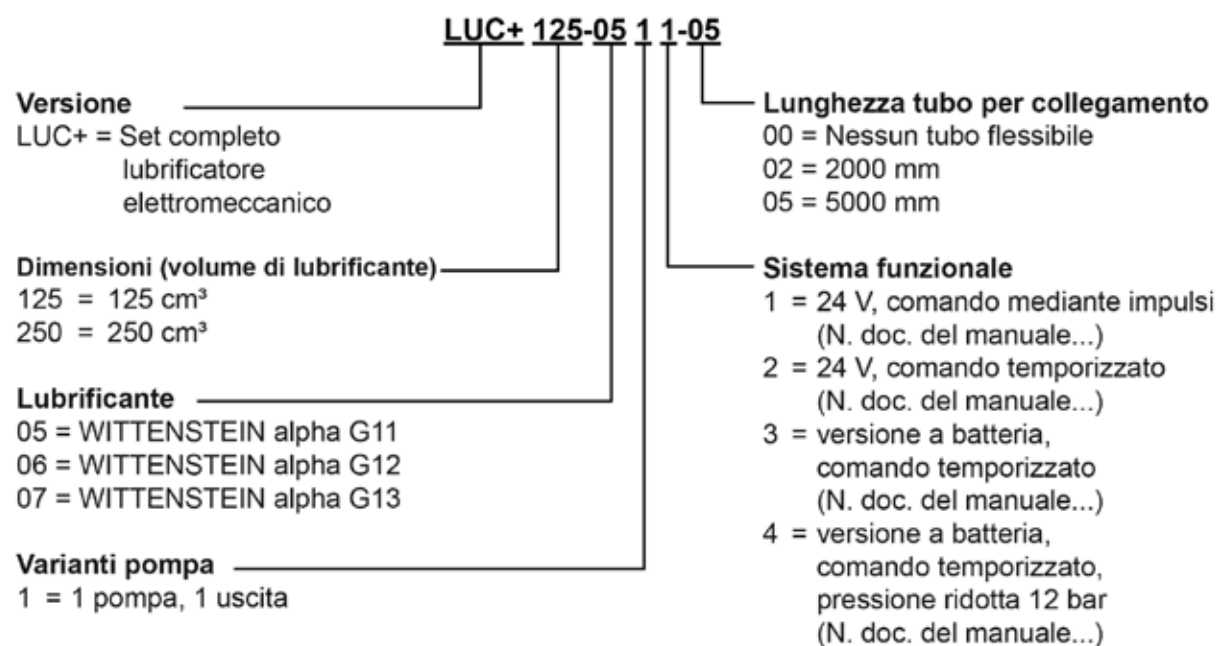 LUC+ 125-05 1 1-05
Versione
LUC+ = Set completo
lubrificatore
elettromeccanico
Dimensioni (volume di lubrificante)
125 = 125 cm³
250 = 250 cm³
Lubrificante
05 = WITTENSTEIN alpha G11
06 = WITTENSTEIN alpha G12
07 = WITTENSTEIN alpha G13
Varianti pompa
1 = 1 pompa, 1 uscita
Lunghezza tubo per collegamento
00 = Nessun tubo flessibile
02 = 2000 mm
05 = 5000 mm
Sistema funzionale
1 = 24 V, comando mediante impulsi
(N. doc. del manuale...)
2 = 24 V, comando temporizzato
(N. doc. del manuale...)
3 = versione a batteria,
comando temporizzato
(N. doc. del manuale...)
4 = versione a batteria,
comando temporizzato,
pressione ridotta 12 bar
(N. doc. del manuale...)